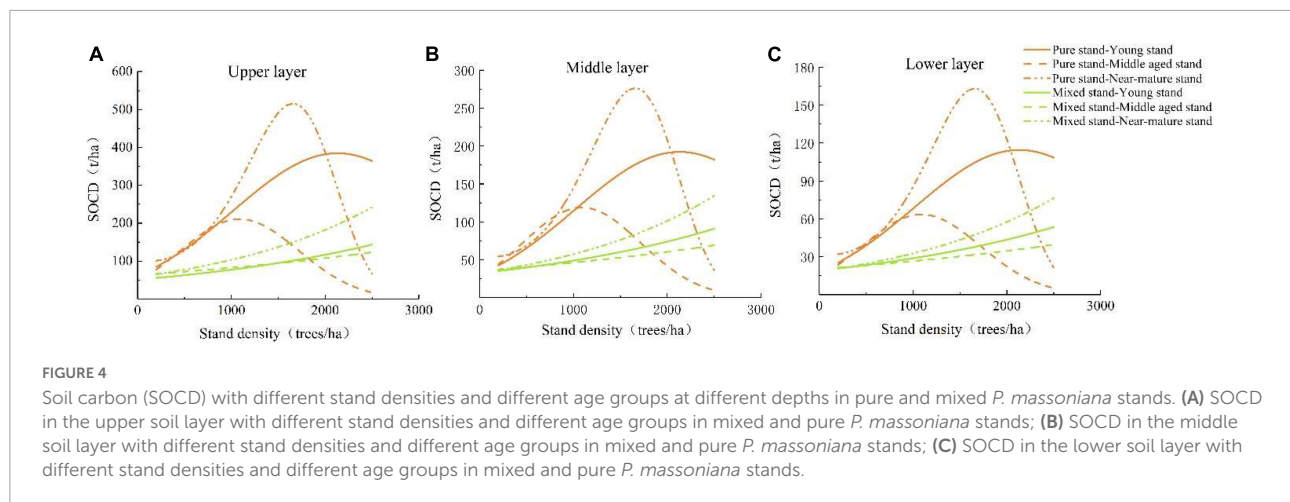 A
Upper layer
600
500
400
300
200
100
SOCD (t/ha)
0
1000
2000
3000
Stand density（trees/ha）
B
Middle layer
300
250
200
150
100
50
SOCD (t/ha)
0
1000
2000
3000
Stand density（trees/ha）
C
Lower layer
180
150
120
90
60
30
SOCD (t/ha)
0
1000
2000
3000
Stand density（trees/ha）
Pure stand-Young stand
Pure stand-Middle aged stand
Pure stand-Near-mature stand
Mixed stand-Young stand
Mixed stand-Middle aged stand
Mixed stand-Near-mature stand
FIGURE 4
Soil carbon (SOCD) with different stand densities and different age groups at different depths in pure and mixed P. massoniana stands. (A) SOCD
in the upper soil layer with different stand densities and different age groups in mixed and pure P. massoniana stands; (B) SOCD in the middle
soil layer with different stand densities and different age groups in mixed and pure P. massoniana stands; (C) SOCD in the lower soil layer with
different stand densities and different age groups in mixed and pure P. massoniana stands.